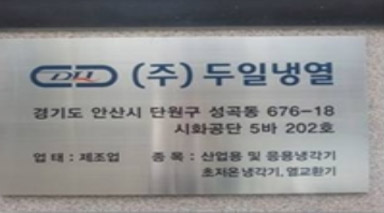 DI (주) 두일냉열
경기도 안산시 단원구 성곡동 676-18
시화공단 5바 202호
업태 : 제조업 종목 : 산업용 및 응용냉각기
초저온냉각기, 열교환기